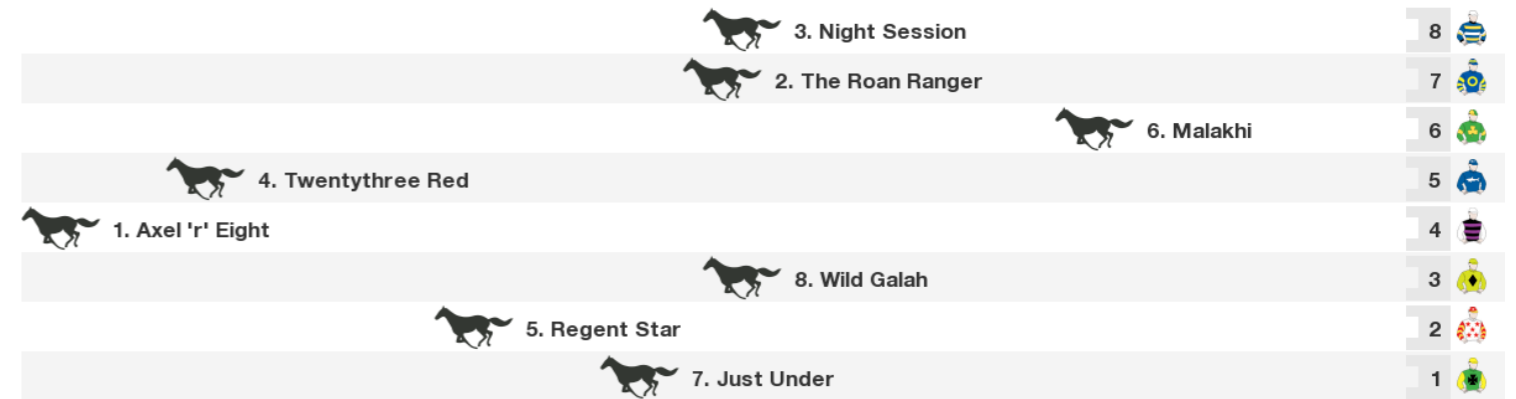 3. Night Session 8
2. The Roan Ranger 7
6. Malakhi 6
4. Twentythree Red 5
1. Axel 'r' Eight 4
8. Wild Galah 3
5. Regent Star 2
7. Just Under 1